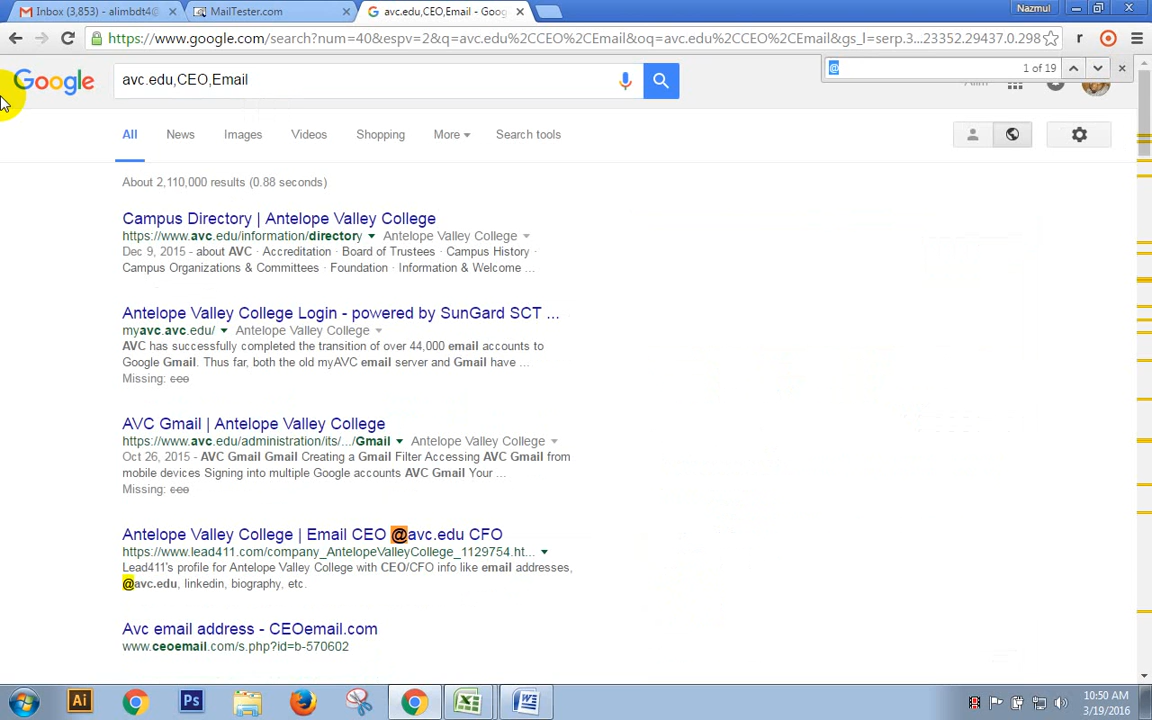 Inbox (3,853) - alimbdt4@
MailTester.com
avc.edu,CEO,Email - Goog
Nazmul
https://www.google.com/search?num=40&espv=2&q=avc.edu%2CCEO%2CEmail&oq=avc.edu%2CCEO%2CEmail&gs_l=serp.3...23352.29437.0.298
r
@
1 of 19
Google
avc.edu,CEO,Email
Alim
All
News
Images
Videos
Shopping
More
Search tools
About 2,110,000 results (0.88 seconds)
Campus Directory | Antelope Valley College
https://www.avc.edu/information/directory Antelope Valley College
Dec 9, 2015 - about AVC · Accreditation · Board of Trustees · Campus History ·
Campus Organizations & Committees · Foundation · Information & Welcome ...
Antelope Valley College Login - powered by SunGard SCT ...
myavc.avc.edu/ Antelope Valley College
AVC has successfully completed the transition of over 44,000 email accounts to
Google Gmail. Thus far, both the old myAVC email server and Gmail have ...
Missing: ceo
AVC Gmail | Antelope Valley College
https://www.avc.edu/administration/its/.../Gmail Antelope Valley College
Oct 26, 2015 - AVC Gmail Gmail Creating a Gmail Filter Accessing AVC Gmail from
mobile devices Signing into multiple Google accounts AVC Gmail Your ...
Missing: ceo
Antelope Valley College | Email CEO @avc.edu CFO
https://www.lead411.com/company_AntelopeValleyCollege_1129754.ht...
Lead411's profile for Antelope Valley College with CEO/CFO info like email addresses,
@avc.edu, linkedin, biography, etc.
Avc email address - CEOemail.com
www.ceoemail.com/s.php?id=b-570602
Ai
Ps
10:50 AM
3/19/2016